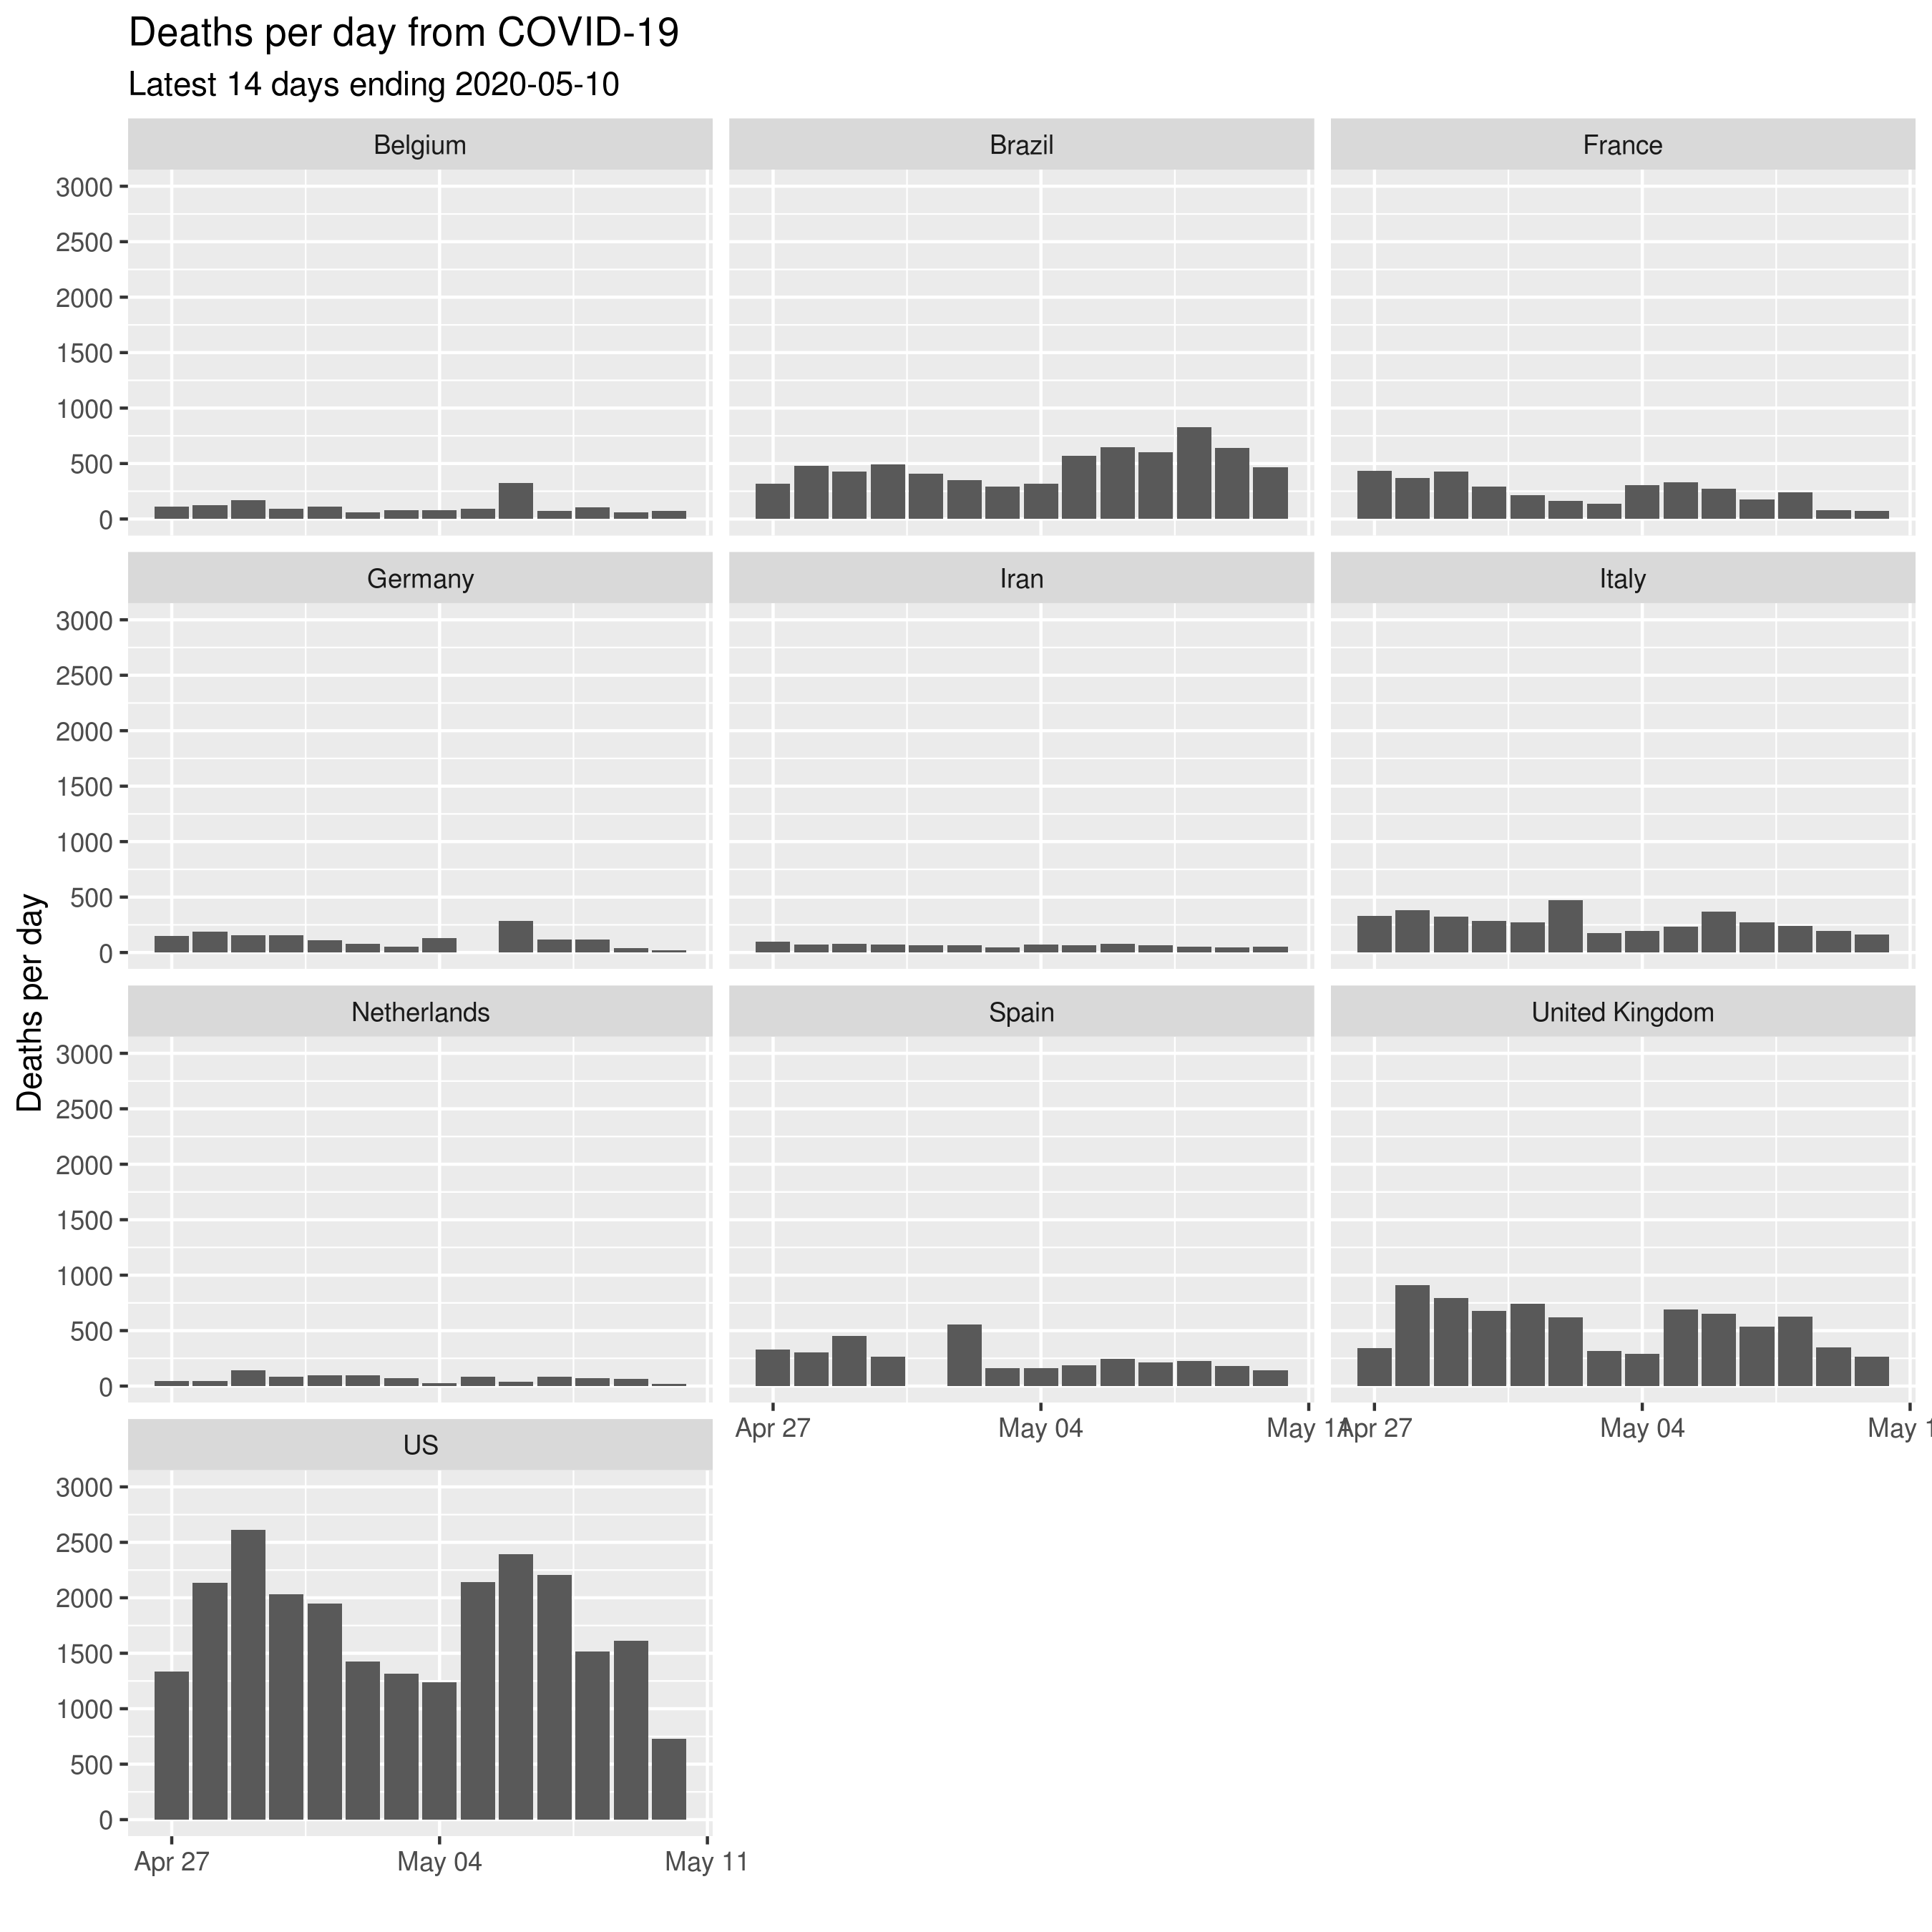 Deaths per day from COVID-19
Latest 14 days ending 2020-05-10
Belgium
Brazil
France
3000
2500
2000
1500
1000
500
0
Germany
Iran
Italy
3000
2500
2000
1500
1000
500
0
Deaths per day
Netherlands
Spain
United Kingdom
3000
2500
2000
1500
1000
500
0
Apr 27
May 04
May 11
Apr 27
May 04
May 1
US
3000
2500
2000
1500
1000
500
0
Apr 27
May 04
May 11